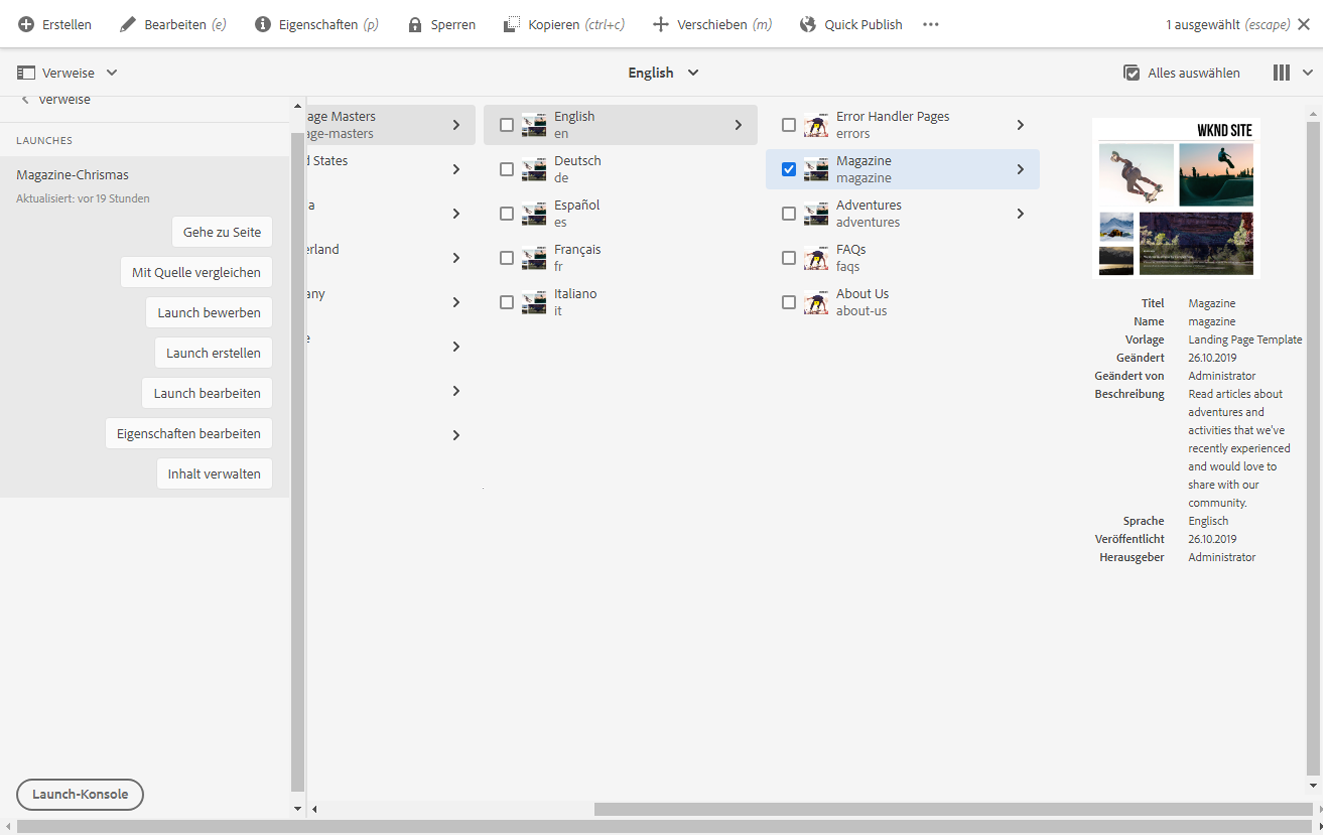 Erstellen
Bearbeiten (e)
Eigenschaften (p)
Sperren
Kopieren (ctrl+c)
Verschieben (m)
Quick Publish
1 ausgewählt (escape)
Verweise
English
Alles auswählen
Verweise
LAUNCHES
Magazine-Chrismas
Aktualisiert: vor 19 Stunden
Gehe zu Seite
Mit Quelle vergleichen
Launch bewerben
Launch erstellen
Launch bearbeiten
Eigenschaften bearbeiten
Inhalt verwalten
Launch-Konsole
age Masters
age-masters
d States
a
erland
any
e
English
en
Deutsch
de
Español
es
Français
fr
Italiano
it
Error Handler Pages
errors
Magazine
magazine
Adventures
adventures
FAQs
faqs
About Us
about-us
WKND SITE
Titel Magazine
Name magazine
Vorlage Landing Page Template
Geändert 26.10.2019
Geändert von Administrator
Beschreibung Read articles about
adventures and
activities that we've
recently experienced
and would love to
share with our
community.
Sprache Englisch
Veröffentlicht 26.10.2019
Herausgeber Administrator